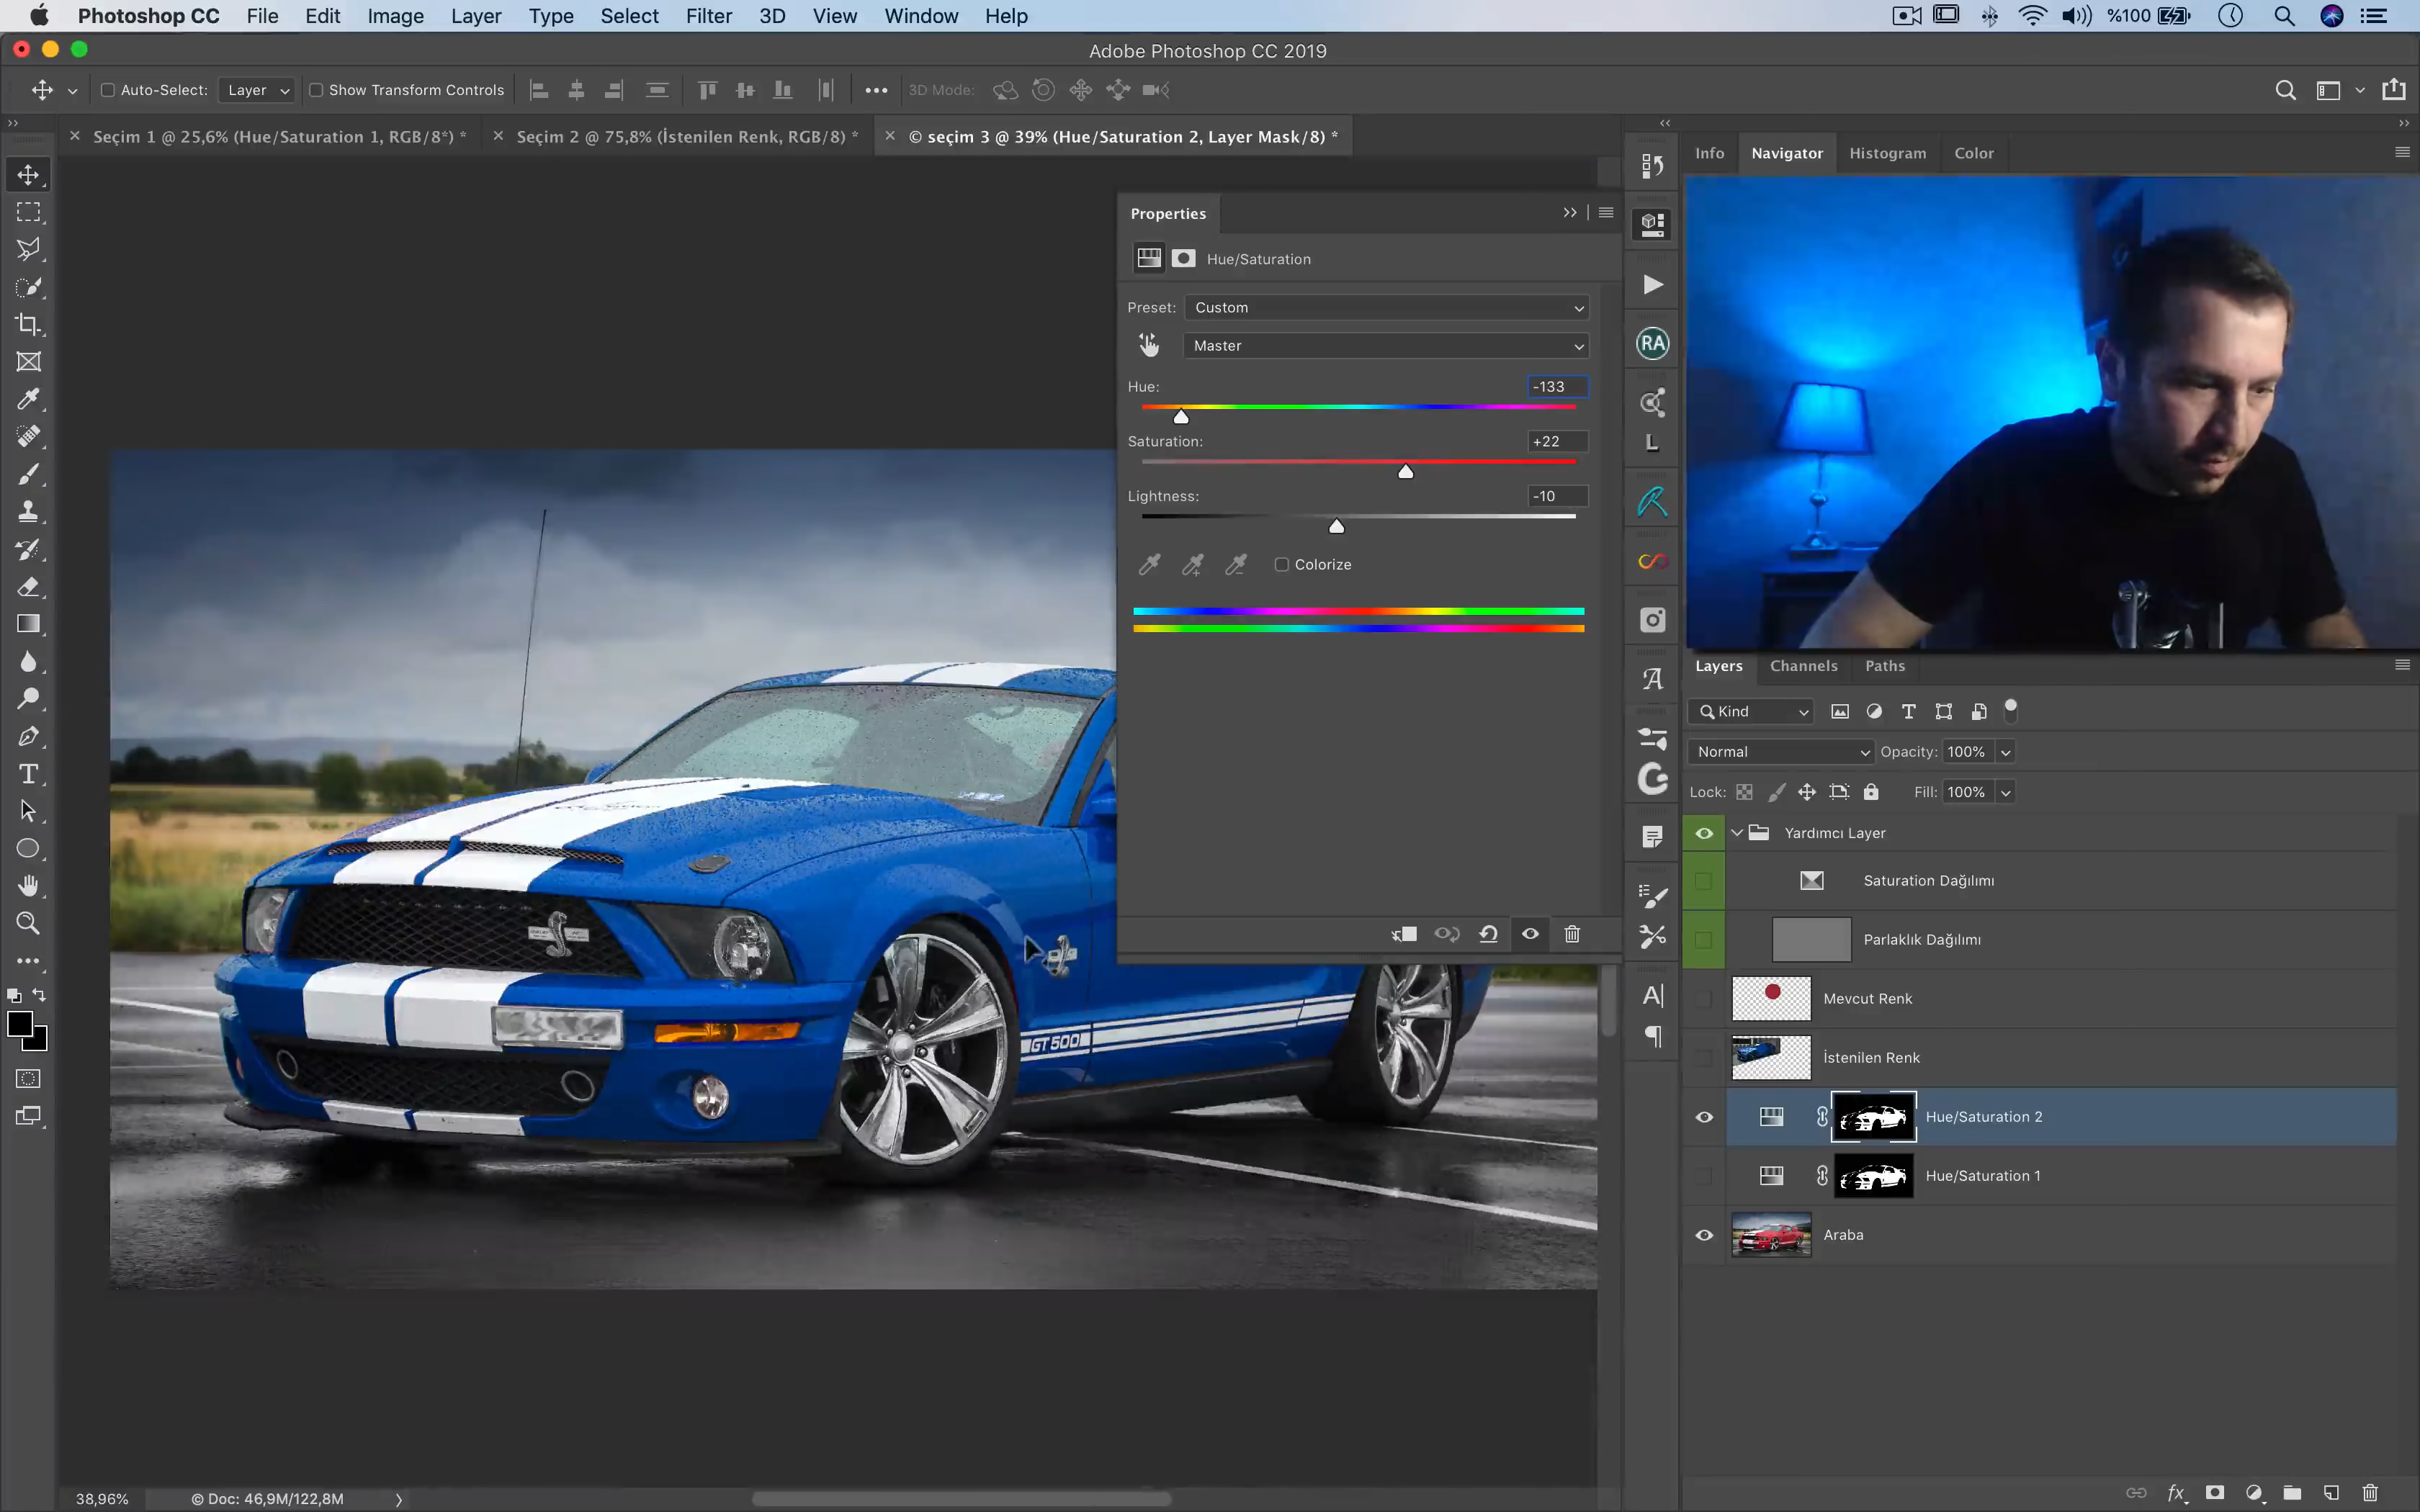 Photoshop CC File Edit Image Layer Type Select Filter 3D View Window Help %100
Adobe Photoshop CC 2019
Auto-Select: Layer Show Transform Controls 3D Mode:
Seçim 1 @ 25,6% (Hue/Saturation 1, RGB/8*) * Seçim 2 @ 75,8% (İstenilen Renk, RGB/8) * © seçim 3 @ 39% (Hue/Saturation 2, Layer Mask/8) *
Info Navigator Histogram Color
Properties
Hue/Saturation
Preset: Custom
Master
Hue: -133
Saturation: +22
Lightness: -10
Colorize
RA
L
Layers Channels Paths
Kind
Normal Opacity: 100%
Lock: Fill: 100%
Yardımcı Layer
Saturation Dağılımı
Parlaklık Dağılımı
Mevcut Renk
İstenilen Renk
Hue/Saturation 2
Hue/Saturation 1
Araba
GT 500
38,96% © Doc: 46,9M/122,8M